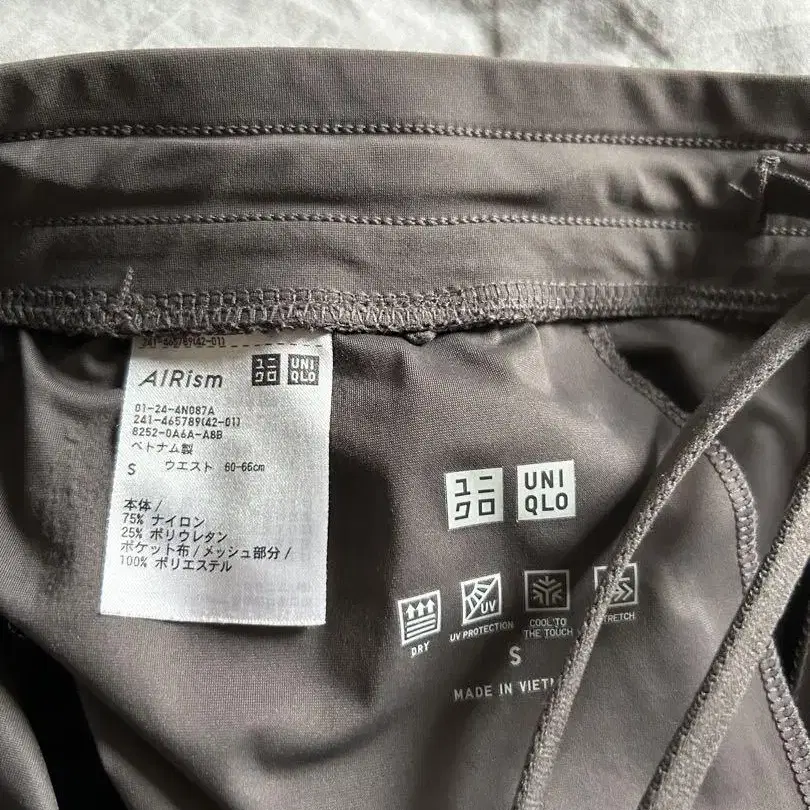 241-465789(42-01)
AIRism
ユニ
クロ
UNI
QLO
01-24-4N087A
241-465789(42-01)
8252-0A6A-A8B
ベトナム製
S ウエスト 60-66cm
本体/
75% ナイロン
25% ポリウレタン
ポケット布/メッシュ部分/
100% ポリエステル
ユニ
クロ
UNI
QLO
UV
DRY
UV PROTECTION
COOL TO
THE TOUCH
S
MADE IN